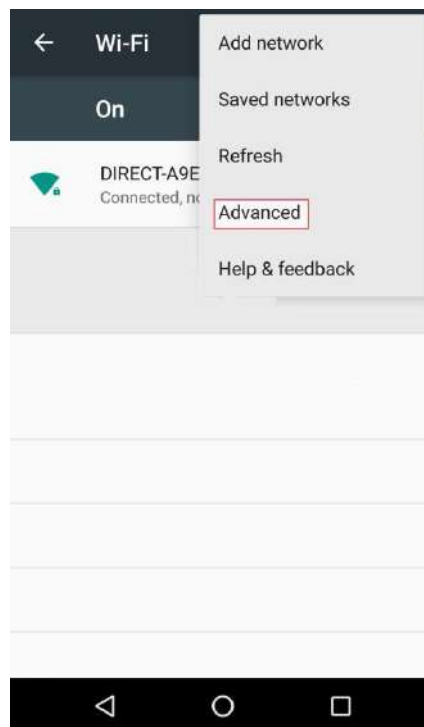 Wi-Fi
Add network
On
Saved networks
Refresh
DIRECT-A9E
Connected,
Advanced
Help & feedback